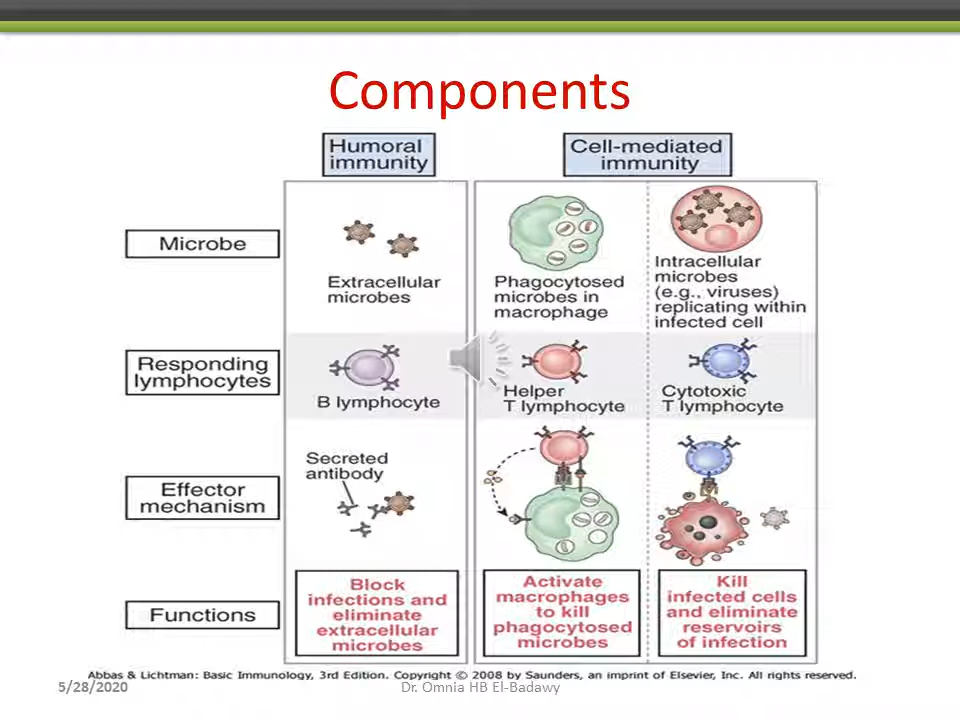 Components
Humoral
immunity
Cell-mediated
immunity
Microbe
Extracellular
microbes
Phagocytosed
microbes in
macrophage
Intracellular
microbes
(e.g., viruses)
replicating within
infected cell
Responding
lymphocytes
B lymphocyte
Helper
T lymphocyte
Cytotoxic
T lymphocyte
Effector
mechanism
Secreted
antibody
Functions
Block
infections and
eliminate
extracellular
microbes
Activate
macrophages
to kill
phagocytosed
microbes
Kill
infected cells
and eliminate
reservoirs
of infection
Abbas & Lichtman: Basic Immunology, 3rd Edition. Copyright © 2008 by Saunders, an imprint of Elsevier, Inc. All rights reserved.
5/28/2020
Dr. Omnia HB El-Badawy